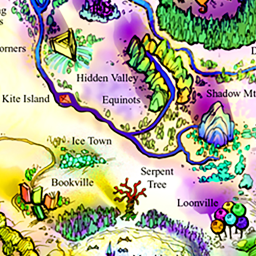 orners
Hidden Valley
Kite Island
Equinots
Shadow Mt
Ice Town
Serpent
Tree
Bookville
Loonville